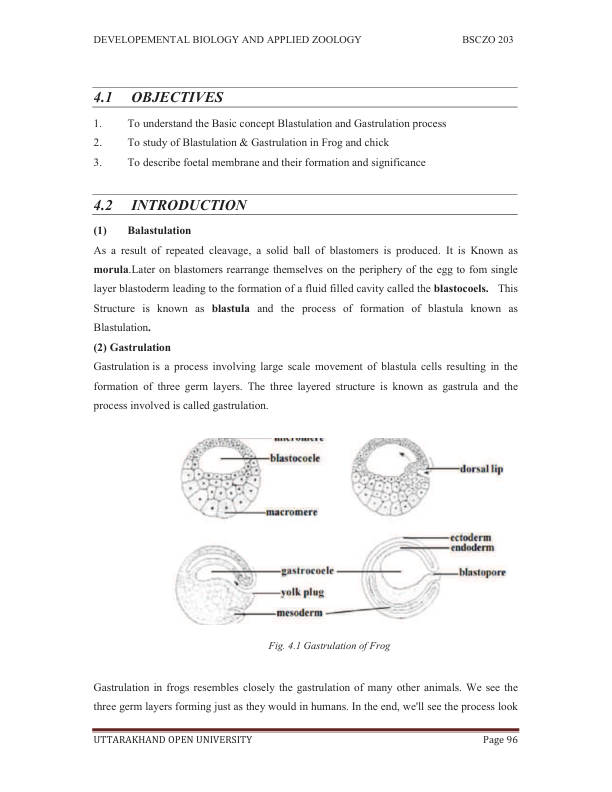 DEVELOPEMENTAL BIOLOGY AND APPLIED ZOOLOGY BSCZO 203
4.1 OBJECTIVES
1. To understand the Basic concept Blastulation and Gastrulation process
2. To study of Blastulation & Gastrulation in Frog and chick
3. To describe foetal membrane and their formation and significance
4.2 INTRODUCTION
(1) Balastulation
As a result of repeated cleavage, a solid ball of blastomers is produced. It is Known as
morula.Later on blastomers rearrange themselves on the periphery of the egg to fom single
layer blastoderm leading to the formation of a fluid filled cavity called the blastocoels. This
Structure is known as blastula and the process of formation of blastula known as
Blastulation.
(2) Gastrulation
Gastrulation is a process involving large scale movement of blastula cells resulting in the
formation of three germ layers. The three layered structure is known as gastrula and the
process involved is called gastrulation.
blastocoele
dorsal lip
macromere
ectoderm
endoderm
gastrocoele
blastopore
yolk plug
mesoderm
Fig. 4.1 Gastrulation of Frog
Gastrulation in frogs resembles closely the gastrulation of many other animals. We see the
three germ layers forming just as they would in humans. In the end, we'll see the process look
UTTARAKHAND OPEN UNIVERSITY Page 96